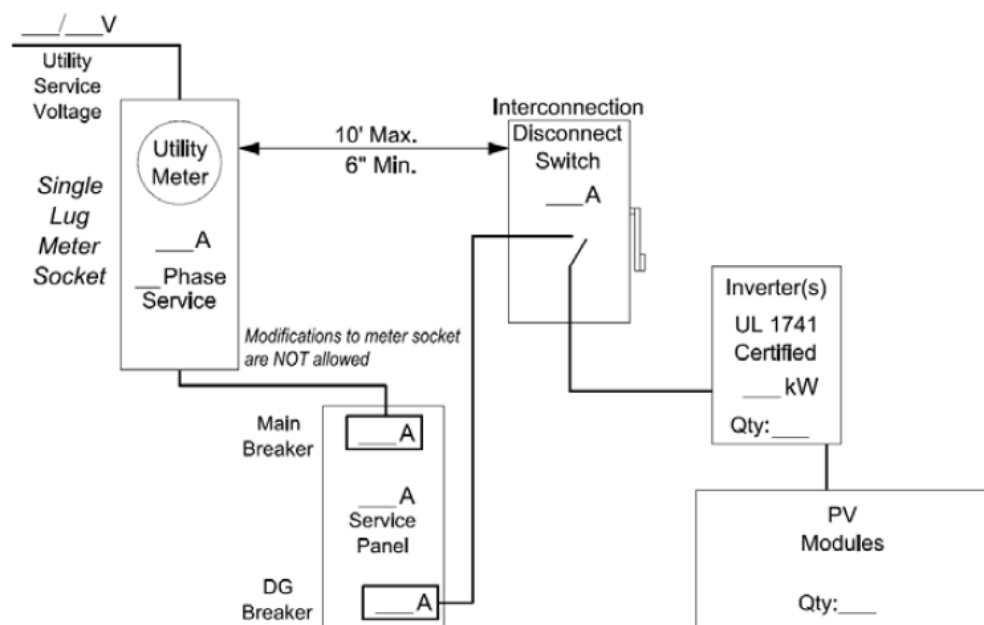 ___/___V
Utility
Service
Voltage
Utility
Meter
Single
Lug
Meter
Socket
___A
__Phase
Service
10' Max.
6" Min.
Interconnection
Disconnect
Switch
___A
Modifications to meter socket
are NOT allowed
Inverter(s)
UL 1741
Certified
___kW
Qty:___
Main
Breaker
___A
___A
Service
Panel
DG
Breaker
___A
PV
Modules
Qty:___